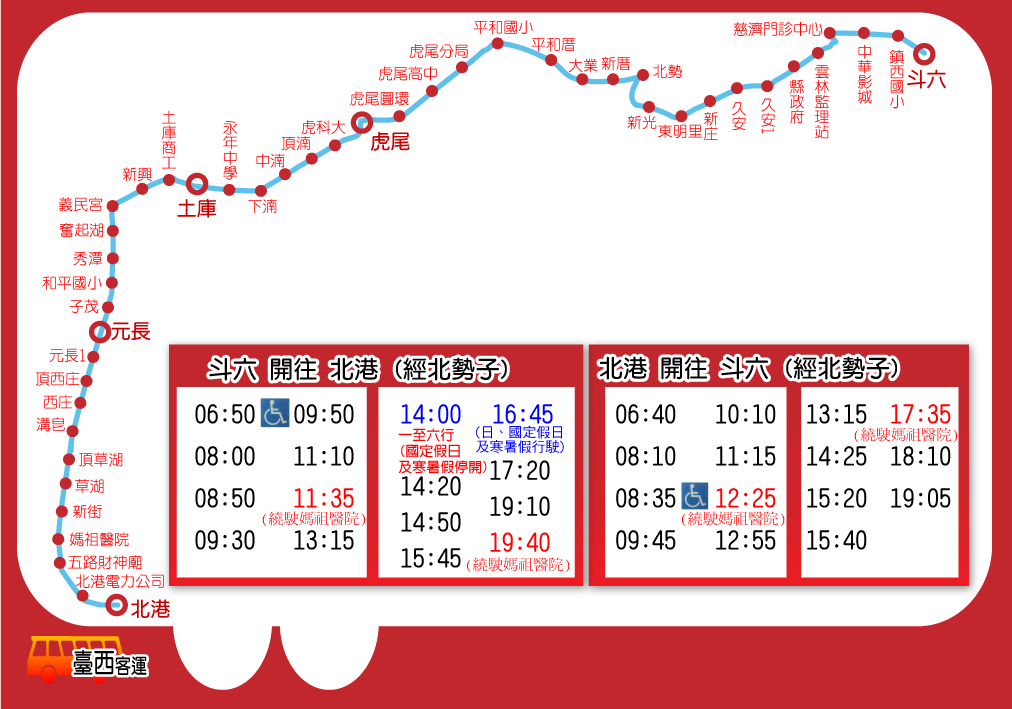 平和國小
平和厝
虎尾分局
虎尾高中
虎尾圓環
虎尾
虎科大
頂湳
中湳
下湳
永年中學
土庫商工
土庫
新興
義民宮
奮起湖
秀潭
和平國小
子茂
元長
元長1
頂西庄
西庄
溝皂
頂草湖
草湖
新街
媽祖醫院
五路財神廟
北港電力公司
北港
大業
新厝
北勢
新光
東明里
新庄
久安
久安1
縣政府
雲林監理站
慈濟門診中心
中華影城
鎮西國小
斗六
斗六 開往 北港 (經北勢子)
06:50 09:50
08:00 11:10
08:50 11:35
(繞駛媽祖醫院)
09:30 13:15
14:00
一至六行
(國定假日
及寒暑假停開)
14:20
14:50
15:45
16:45
(日、國定假日
及寒暑假行駛)
17:20
19:10
19:40
(繞駛媽祖醫院)
北港 開往 斗六 (經北勢子)
06:40 10:10
08:10 11:15
08:35 12:25
(繞駛媽祖醫院)
09:45 12:55
13:15 17:35
(繞駛媽祖醫院)
14:25 18:10
15:20 19:05
15:40
臺西客運